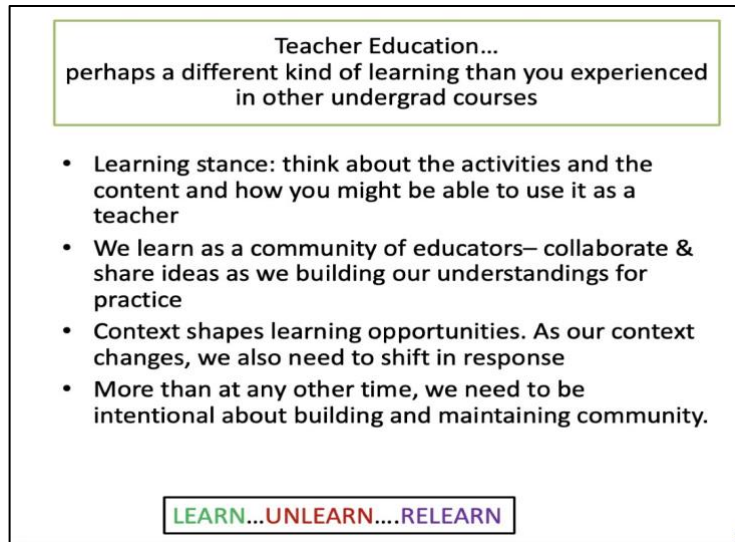 Teacher Education...
perhaps a different kind of learning than you experienced
in other undergrad courses
• Learning stance: think about the activities and the
content and how you might be able to use it as a
teacher
• We learn as a community of educators– collaborate &
share ideas as we building our understandings for
practice
• Context shapes learning opportunities. As our context
changes, we also need to shift in response
• More than at any other time, we need to be
intentional about building and maintaining community.
LEARN...UNLEARN....RELEARN